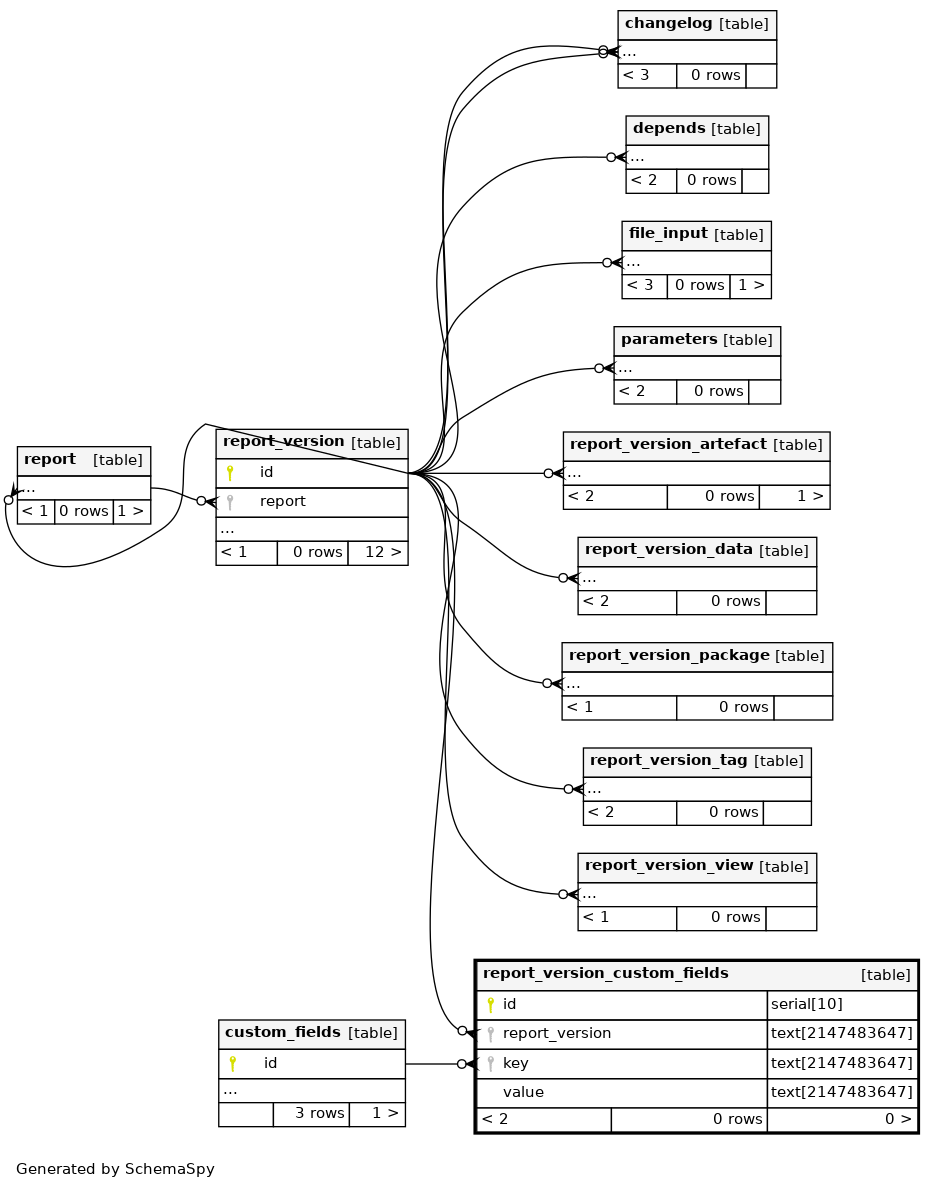 changelog [table]
...
< 3 0 rows
depends [table]
...
< 2 0 rows
file_input [table]
...
< 3 0 rows 1 >
parameters [table]
...
< 2 0 rows
report_version_artefact [table]
...
< 2 0 rows 1 >
report [table]
...
< 1 0 rows 1 >
report_version [table]
id
report
...
< 1 0 rows 12 >
report_version_data [table]
...
< 2 0 rows
report_version_package [table]
...
< 1 0 rows
report_version_tag [table]
...
< 2 0 rows
report_version_view [table]
...
< 1 0 rows
report_version_custom_fields [table]
id serial[10]
report_version text[2147483647]
key text[2147483647]
value text[2147483647]
< 2 0 rows 0 >
custom_fields [table]
id
...
3 rows 1 >
Generated by SchemaSpy